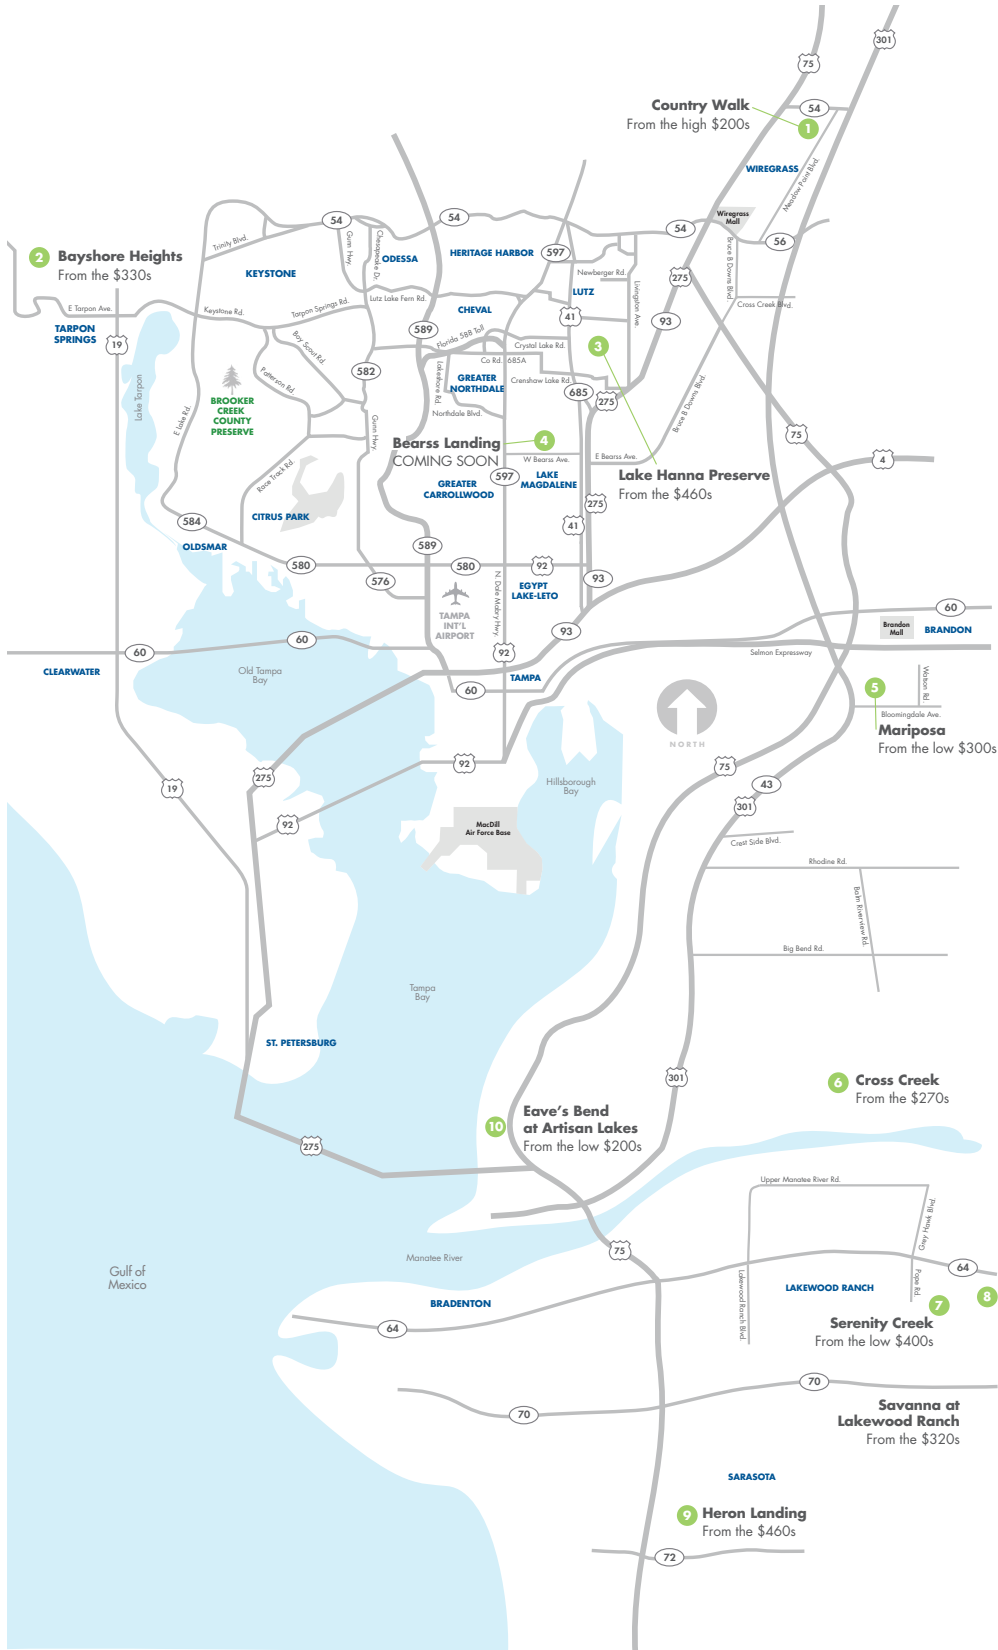 301
75
Country Walk
From the high $200s
54
1
WIREGRASS
Meadow Point Blvd.
Wiregrass
Mall
54
54
54
56
Trinity Blvd.
Gunn Hwy.
Cheasapeake Dr.
ODESSA
HERITAGE HARBOR
597
2
Bayshore Heights
From the $330s
KEYSTONE
Newberger Rd.
LUTZ
275
Bruce B Downs Blvd.
Livingston Ave.
Cross Creek Blvd.
E Tarpon Ave.
Keystone Rd.
Tarpon Springs Rd.
Lutz Lake Fern Rd.
CHEVAL
41
93
TARPON
SPRINGS
19
589
Florida 588 Toll
Crystal Lake Rd.
3
Bay Scout Rd.
Co Rd. 685A
582
Lakeshore Rd.
GREATER
NORTHDALE
Crenshaw Lake Rd.
685
275
Patterson Rd.
Lake Tarpon
BROOKER
CREEK
COUNTY
PRESERVE
E Lake Rd.
Northdale Blvd.
Bruce B Downs Blvd.
Gunn Hwy.
Bearss Landing
COMING SOON
4
W Bearss Ave.
E Bearss Ave.
75
4
Race Track Rd.
597
LAKE
MAGDALENE
Lake Hanna Preserve
From the $460s
GREATER
CARROLLWOOD
275
CITRUS PARK
584
41
OLDSMAR
589
580
580
92
576
93
EGYPT
LAKE-LETO
N. Dale Mabry Hwy.
TAMPA
INT'L
AIRPORT
60
93
Brandon
Mall
BRANDON
60
60
92
Selmon Expressway
CLEARWATER
Old Tampa
Bay
TAMPA
60
Watson Rd
5
Bloomingdale Ave.
Mariposa
From the low $300s
NORTH
92
75
275
19
Hillsborough
Bay
43
301
92
MacDill
Air Force Base
Crest Side Blvd.
Rhodine Rd.
Balm Riverview Rd.
Big Bend Rd.
Tampa
Bay
ST. PETERSBURG
301
6
Cross Creek
From the $270s
10
Eave's Bend
at Artisan Lakes
From the low $200s
275
Upper Manatee River Rd.
Grey Hawk Blvd.
75
Manatee River
Gulf of
Mexico
64
Lakewood Ranch Blvd.
Pope Rd.
LAKEWOOD RANCH
8
7
BRADENTON
64
Serenity Creek
From the low $400s
70
70
Savanna at
Lakewood Ranch
From the $320s
SARASOTA
9
Heron Landing
From the $460s
72